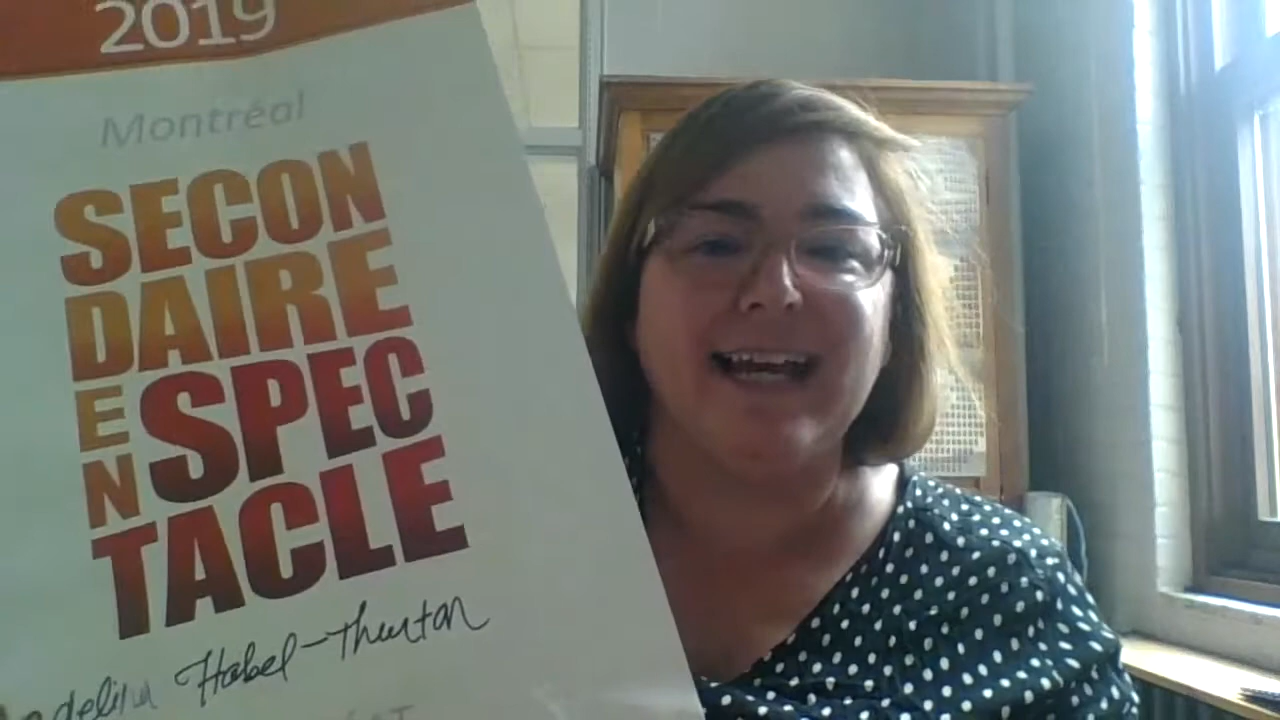 2019
Montréal
SECON
DAIRE
E SPEC
N
TACLE
Habel-Thurton